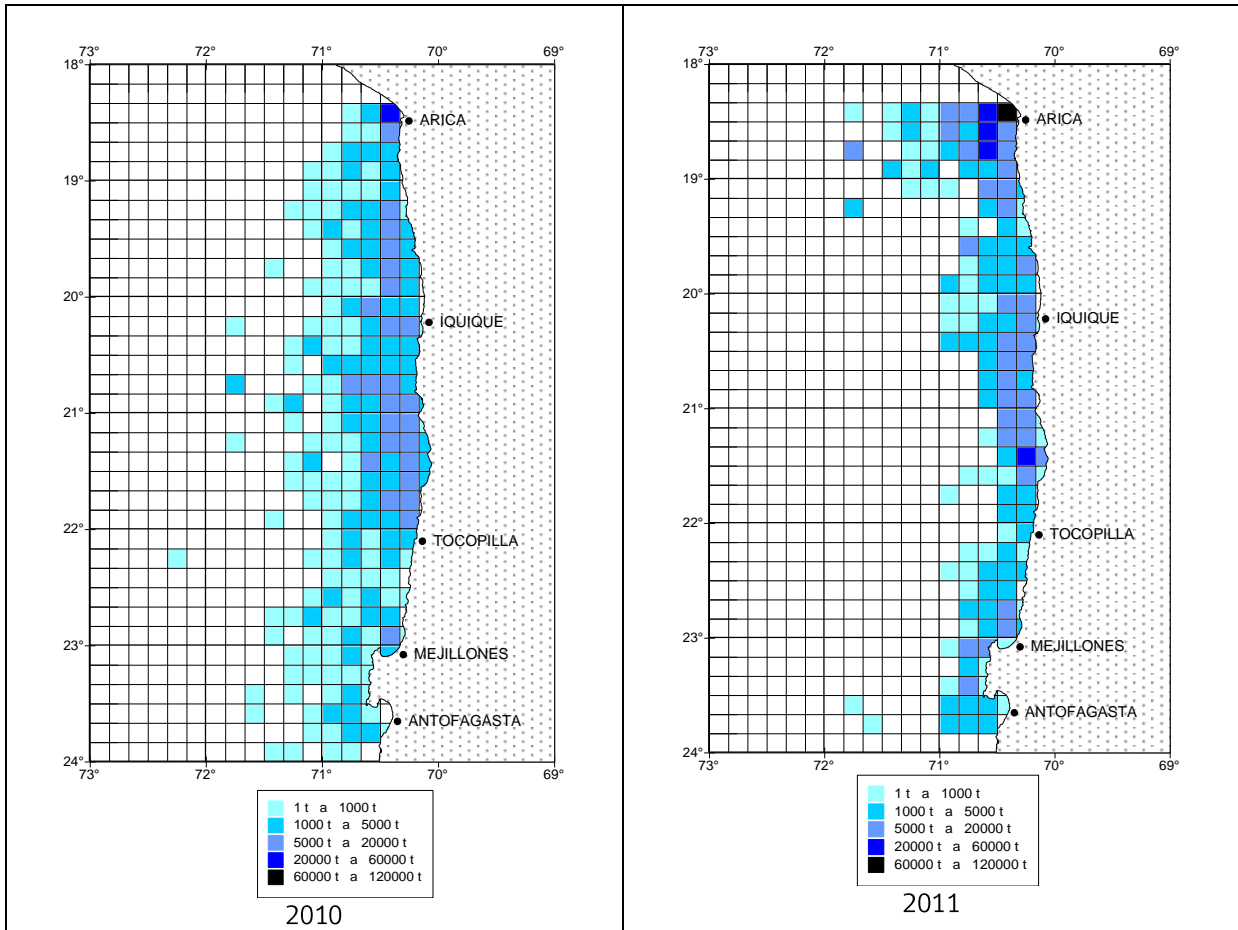 73° 72° 71° 70° 69°
18°
ARICA
19°
20°
IQUIQUE
21°
22°
TOCOPILLA
23°
MEJILLONES
ANTOFAGASTA
24°
73° 72° 71° 70° 69°
1 t a 1000 t
1000 t a 5000 t
5000 t a 20000 t
20000 t a 60000 t
60000 t a 120000 t
2010
73° 72° 71° 70° 69°
18°
ARICA
19°
20°
IQUIQUE
21°
22°
TOCOPILLA
23°
MEJILLONES
ANTOFAGASTA
24°
73° 72° 71° 70° 69°
1 t a 1000 t
1000 t a 5000 t
5000 t a 20000 t
20000 t a 60000 t
60000 t a 120000 t
2011